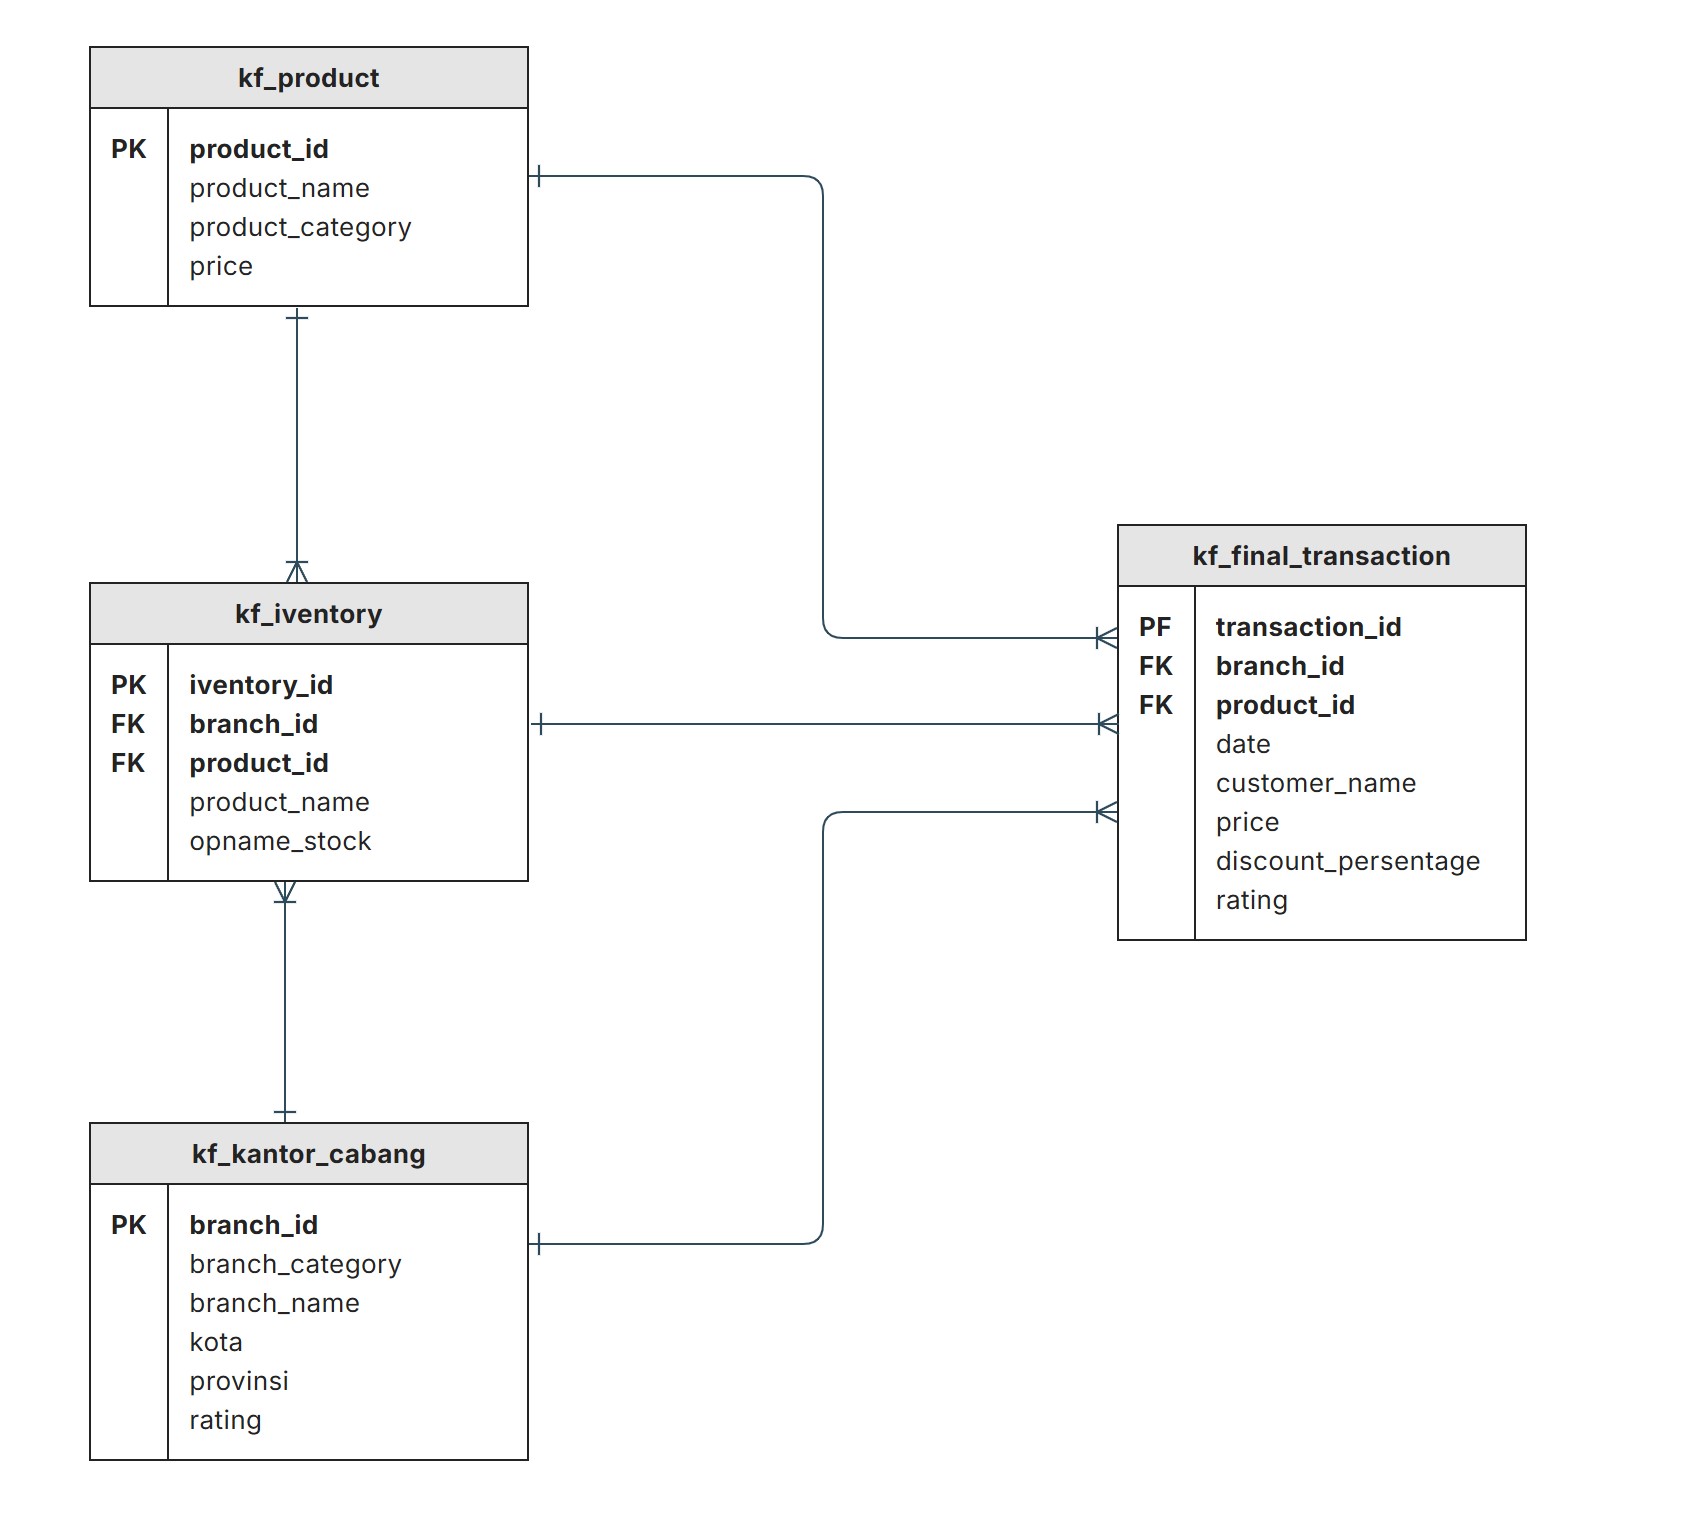 kf_product
PK product_id
product_name
product_category
price
kf_iventory
PK iventory_id
FK branch_id
FK product_id
product_name
opname_stock
kf_final_transaction
PF transaction_id
FK branch_id
FK product_id
date
customer_name
price
discount_persentage
rating
kf_kantor_cabang
PK branch_id
branch_category
branch_name
kota
provinsi
rating